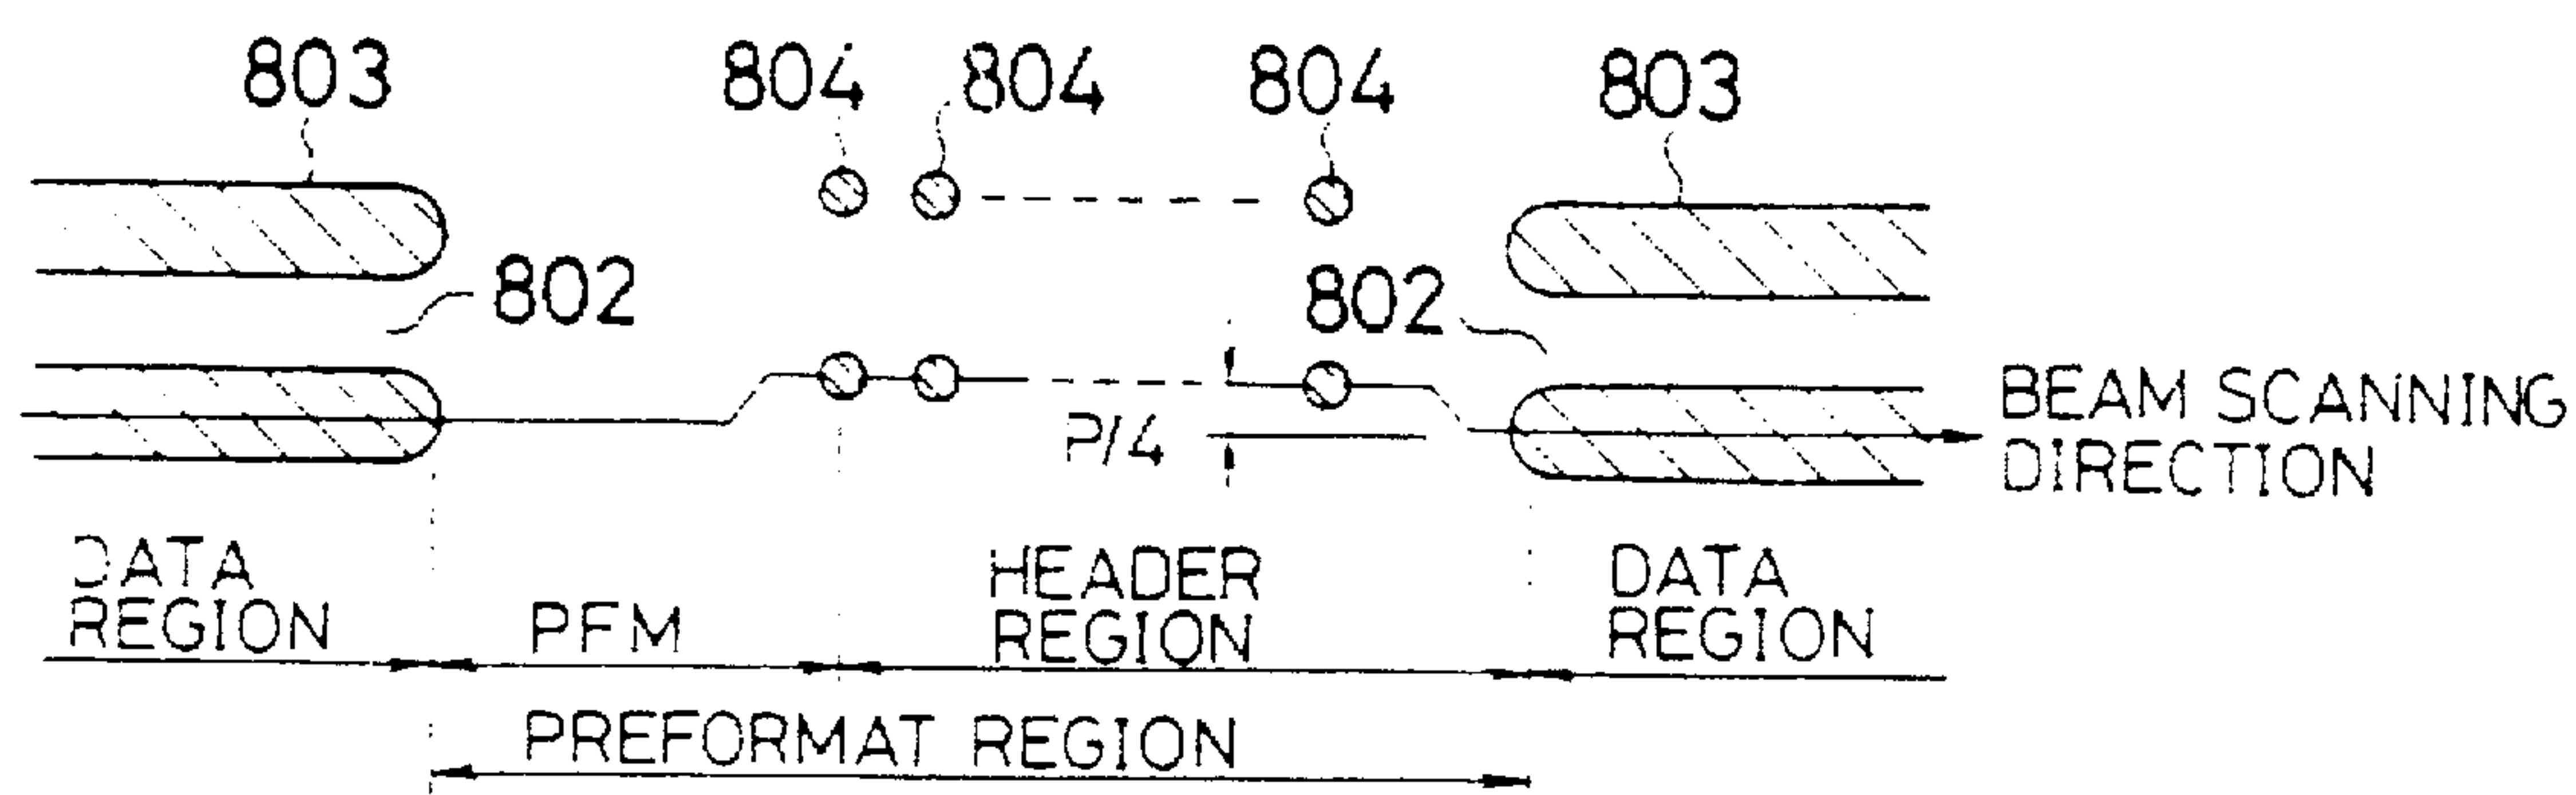 803 804 804 804 803
802
802
P/4
BEAM SCANNING
DIRECTION
DATA
REGION
PFM
HEADER
REGION
DATA
REGION
PREFORMAT REGION